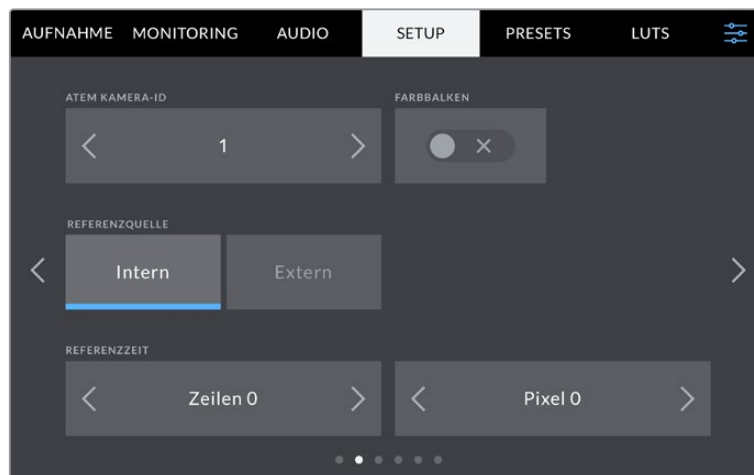 AUFNAHME MONITORING AUDIO SETUP PRESETS LUTS
ATEM KAMERA-ID FARBBALKEN
1
REFERENZQUELLE
Intern Extern
REFERENZZEIT
Zeilen 0 Pixel 0